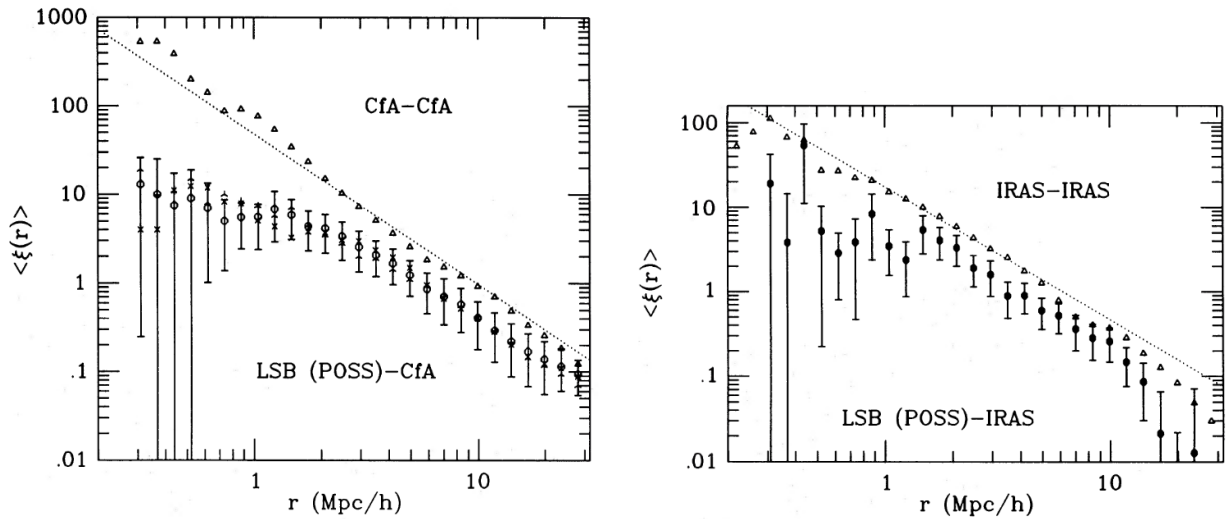 1000
100
10
1
.1
.01
<ξ(r)>
CfA–CfA
LSB (POSS)–CfA
1
10
r (Mpc/h)
100
10
1
.1
.01
<ξ(r)>
IRAS–IRAS
LSB (POSS)–IRAS
1
10
r (Mpc/h)